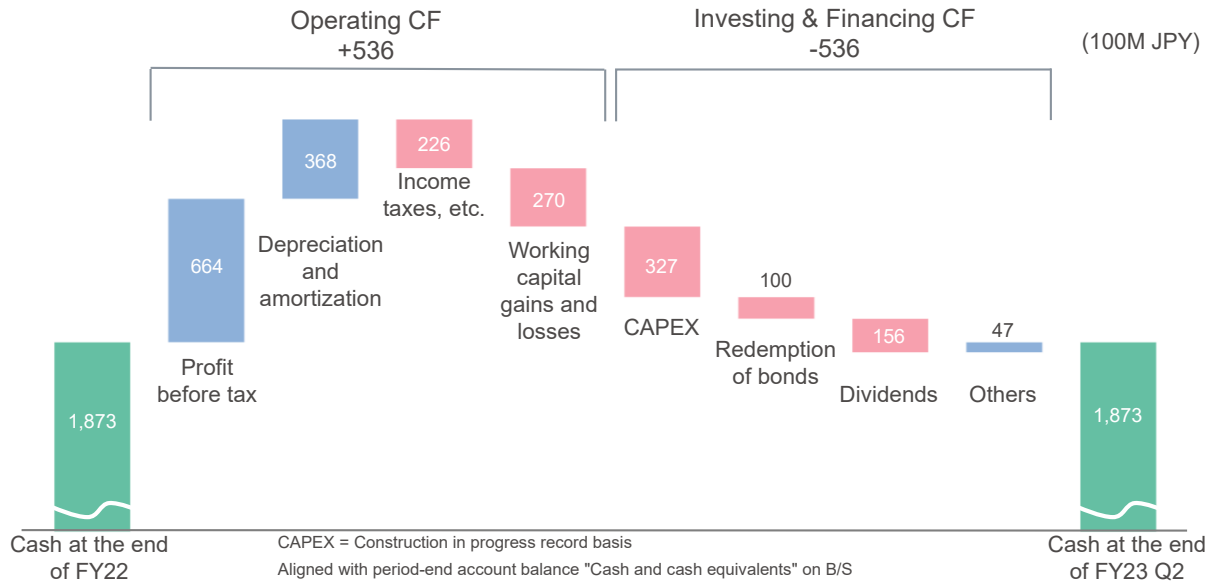 Operating CF
+536
Investing & Financing CF
-536
(100M JPY)
1,873
Cash at the end
of FY22
664
Profit
before tax
368
Depreciation
and
amortization
226
Income
taxes, etc.
270
Working
capital
gains and
losses
327
CAPEX
100
Redemption
of bonds
156
Dividends
47
Others
1,873
Cash at the end
of FY23 Q2
CAPEX = Construction in progress record basis
Aligned with period-end account balance "Cash and cash equivalents" on B/S